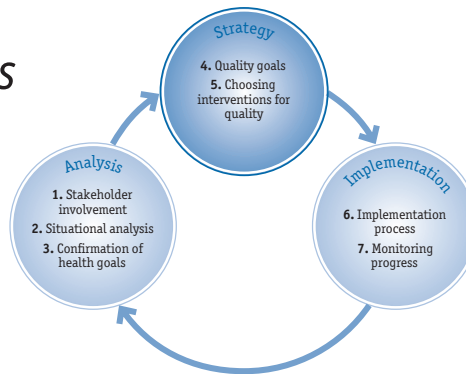 s
Strategy
4. Quality goals
5. Choosing
interventions for
quality
Analysis
1. Stakeholder
involvement
2. Situational analysis
3. Confirmation of
health goals
Implementation
6. Implementation
process
7. Monitoring
progress